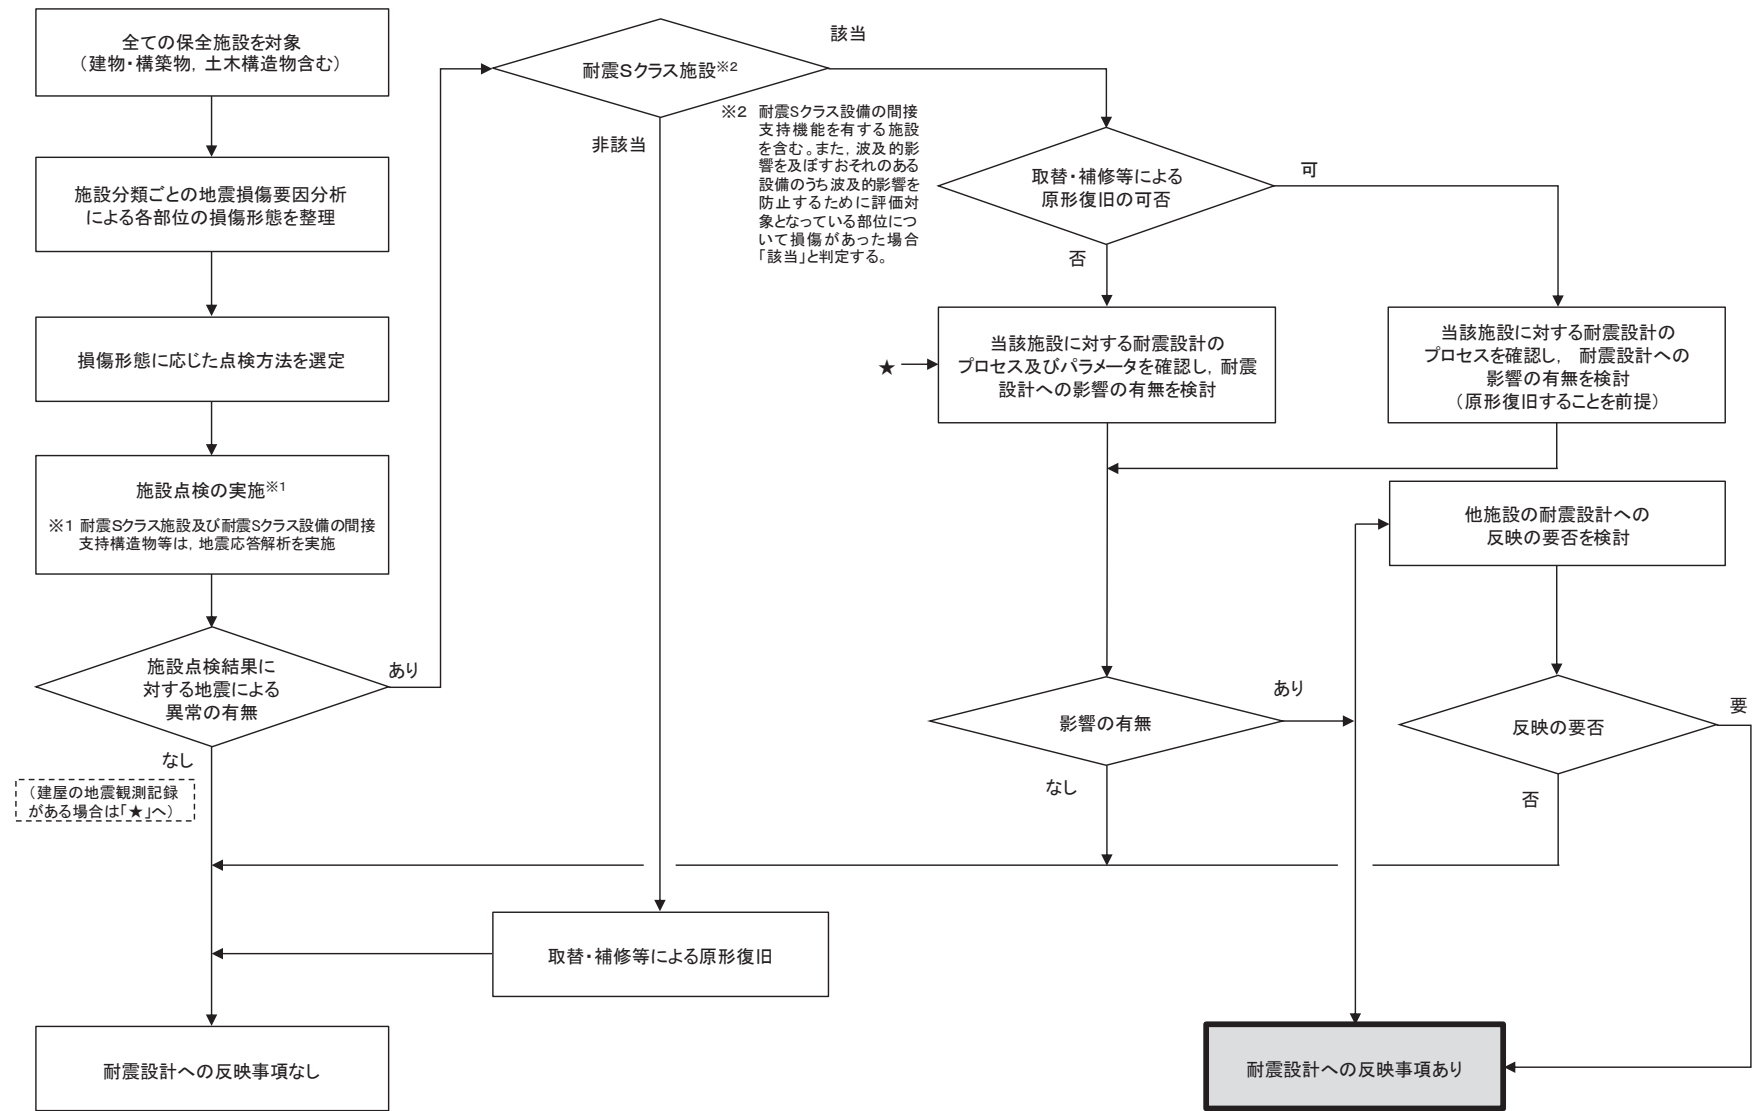 全ての保全施設を対象
（建物・構築物，土木構造物含む）
施設分類ごとの地震損傷要因分析
による各部位の損傷形態を整理
損傷形態に応じた点検方法を選定
施設点検の実施※1
※1 耐震Sクラス施設及び耐震Sクラス設備の間接
支持構造物等は，地震応答解析を実施
施設点検結果に
対する地震による
異常の有無
あり
なし
（建屋の地震観測記録
がある場合は「★」へ）
耐震設計への反映事項なし
耐震Sクラス施設※2
該当
非該当
※2 耐震Sクラス設備の間接
支持機能を有する施設
を含む。また，波及的影
響を及ぼすおそれのある
設備のうち波及的影響を
防止するために評価対
象となっている部位につ
いて損傷があった場合
「該当」と判定する。
取替・補修等による原形復旧
取替・補修等による
原形復旧の可否
可
否
★
当該施設に対する耐震設計の
プロセス及びパラメータを確認し，耐震
設計への影響の有無を検討
当該施設に対する耐震設計の
プロセスを確認し， 耐震設計への
影響の有無を検討
（原形復旧することを前提）
影響の有無
あり
なし
他施設の耐震設計への
反映の要否を検討
反映の要否
要
否
耐震設計への反映事項あり